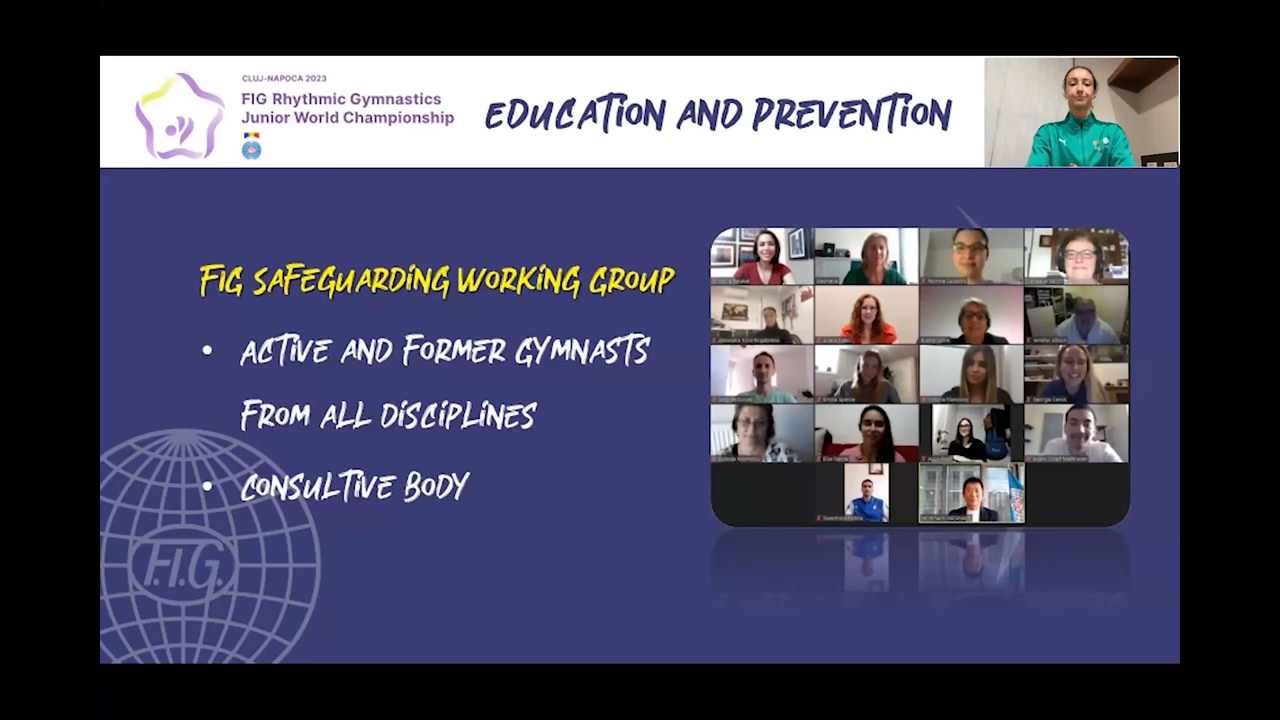 CLUJ-NAPOCA 2023
FIG Rhythmic Gymnastics
Junior World Championship
EDUCATION AND PREVENTION
FIG SAFEGUARDING WORKING GROUP
• ACTIVE AND FORMER GYMNASTS
FROM ALL DISCIPLINES
• CONSULTIVE BODY
F.I.G.